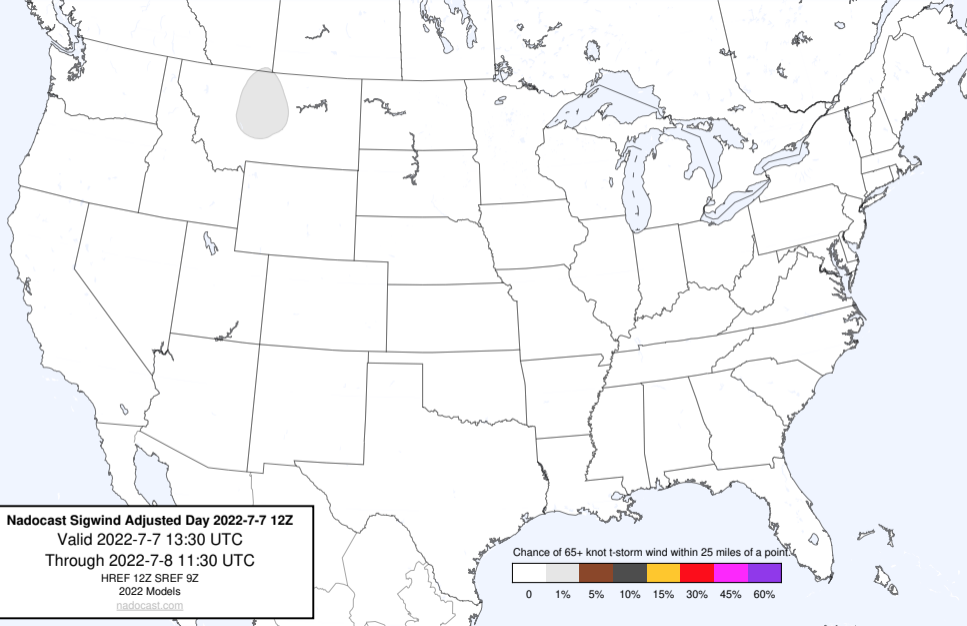 Nadocast Sigwind Adjusted Day 2022-7-7 12Z
Valid 2022-7-7 13:30 UTC
Through 2022-7-8 11:30 UTC
HREF 12Z SREF 9Z
2022 Models
nadocast.com
Chance of 65+ knot t-storm wind within 25 miles of a point.
0 1% 5% 10% 15% 30% 45% 60%